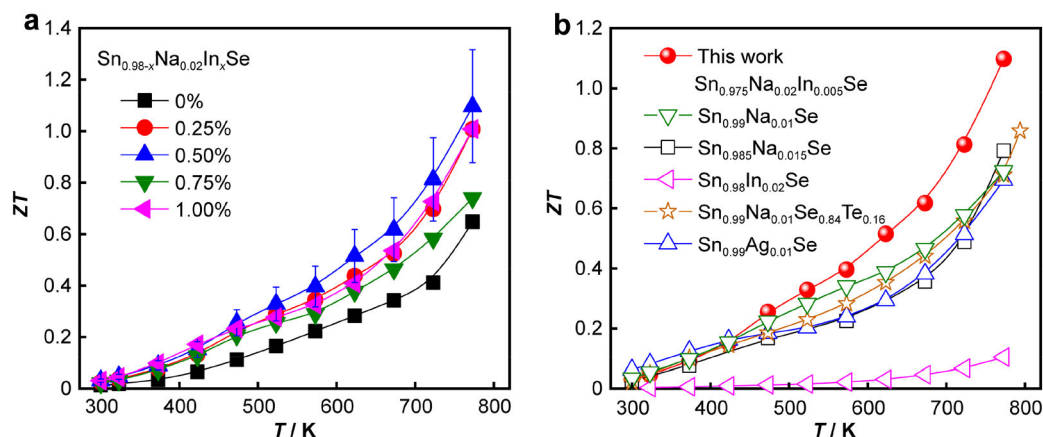 a
1.4
1.2
1.0
0.8
0.6
0.4
0.2
0
ZT
Sn0.98-xNa0.02InxSe
0%
0.25%
0.50%
0.75%
1.00%
300 400 500 600 700 800
T / K
b
1.2
1.0
0.8
0.6
0.4
0.2
0
ZT
This work
Sn0.975Na0.02In0.005Se
Sn0.99Na0.01Se
Sn0.985Na0.015Se
Sn0.98In0.02Se
Sn0.99Na0.01Se0.84Te0.16
Sn0.99Ag0.01Se
300 400 500 600 700 800
T / K